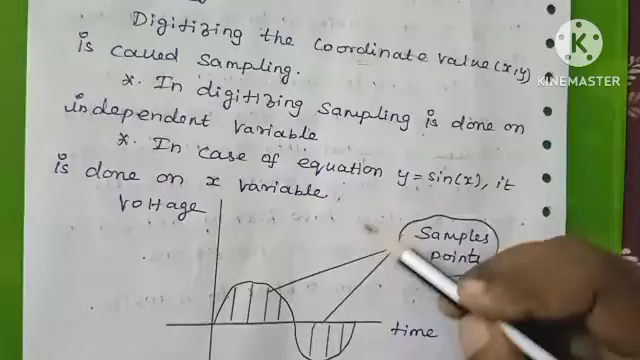 Digitizing the coordinate value (x,y)
is called sampling.
*. In digitizing sampling is done on
independent variable
*. In case of equation y = sin(x), it
is done on x variable.
voltage
Samples
points
time
K
KINEMASTER